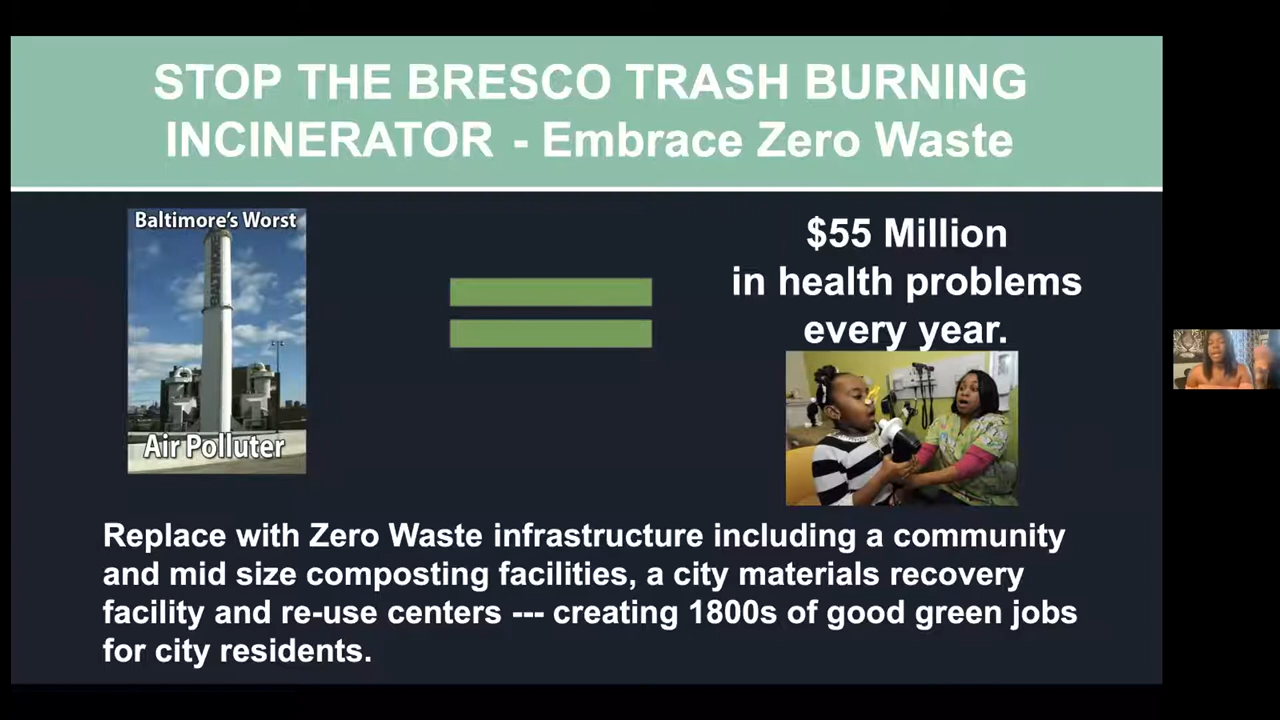 STOP THE BRESCO TRASH BURNING
INCINERATOR - Embrace Zero Waste
Baltimore's Worst
Air Polluter
$55 Million
in health problems
every year.
Replace with Zero Waste infrastructure including a community
and mid size composting facilities, a city materials recovery
facility and re-use centers --- creating 1800s of good green jobs
for city residents.